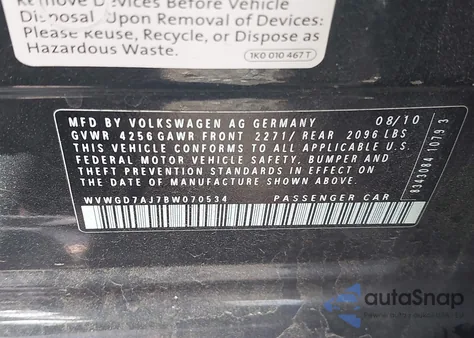 Remove Devices Before Vehicle
Disposal Upon Removal of Devices:
Please Reuse, Recycle, or Dispose as
Hazardous Waste.
1K0 010 467 T
MFD BY VOLKSWAGEN AG GERMANY 08/10
GVWR 4256 GAWR FRONT 2271/ REAR 2096 LBS
THIS VEHICLE CONFORMS TO ALL APPLICABLE U.S.
FEDERAL MOTOR VEHICLE SAFETY, BUMPER AND
THEFT PREVENTION STANDARDS IN EFFECT ON THE
DATE OF MANUFACTURE SHOWN ABOVE.
WVWGD7AJ7BW070534 PASSENGER CAR
8343084 1079 3
autoSnap